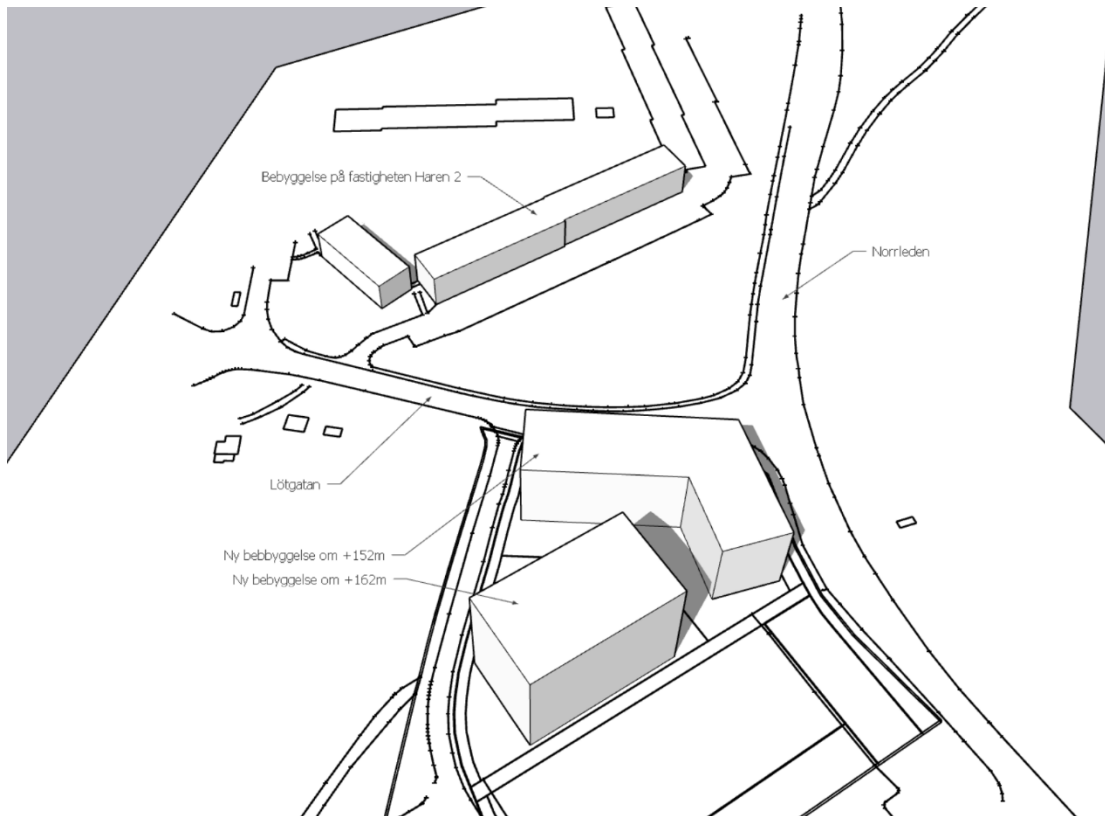 Bebyggelse på fastigheten Haren 2
Norrleden
Lötgatan
Ny bebbyggelse om +152m
Ny bebyggelse om +162m